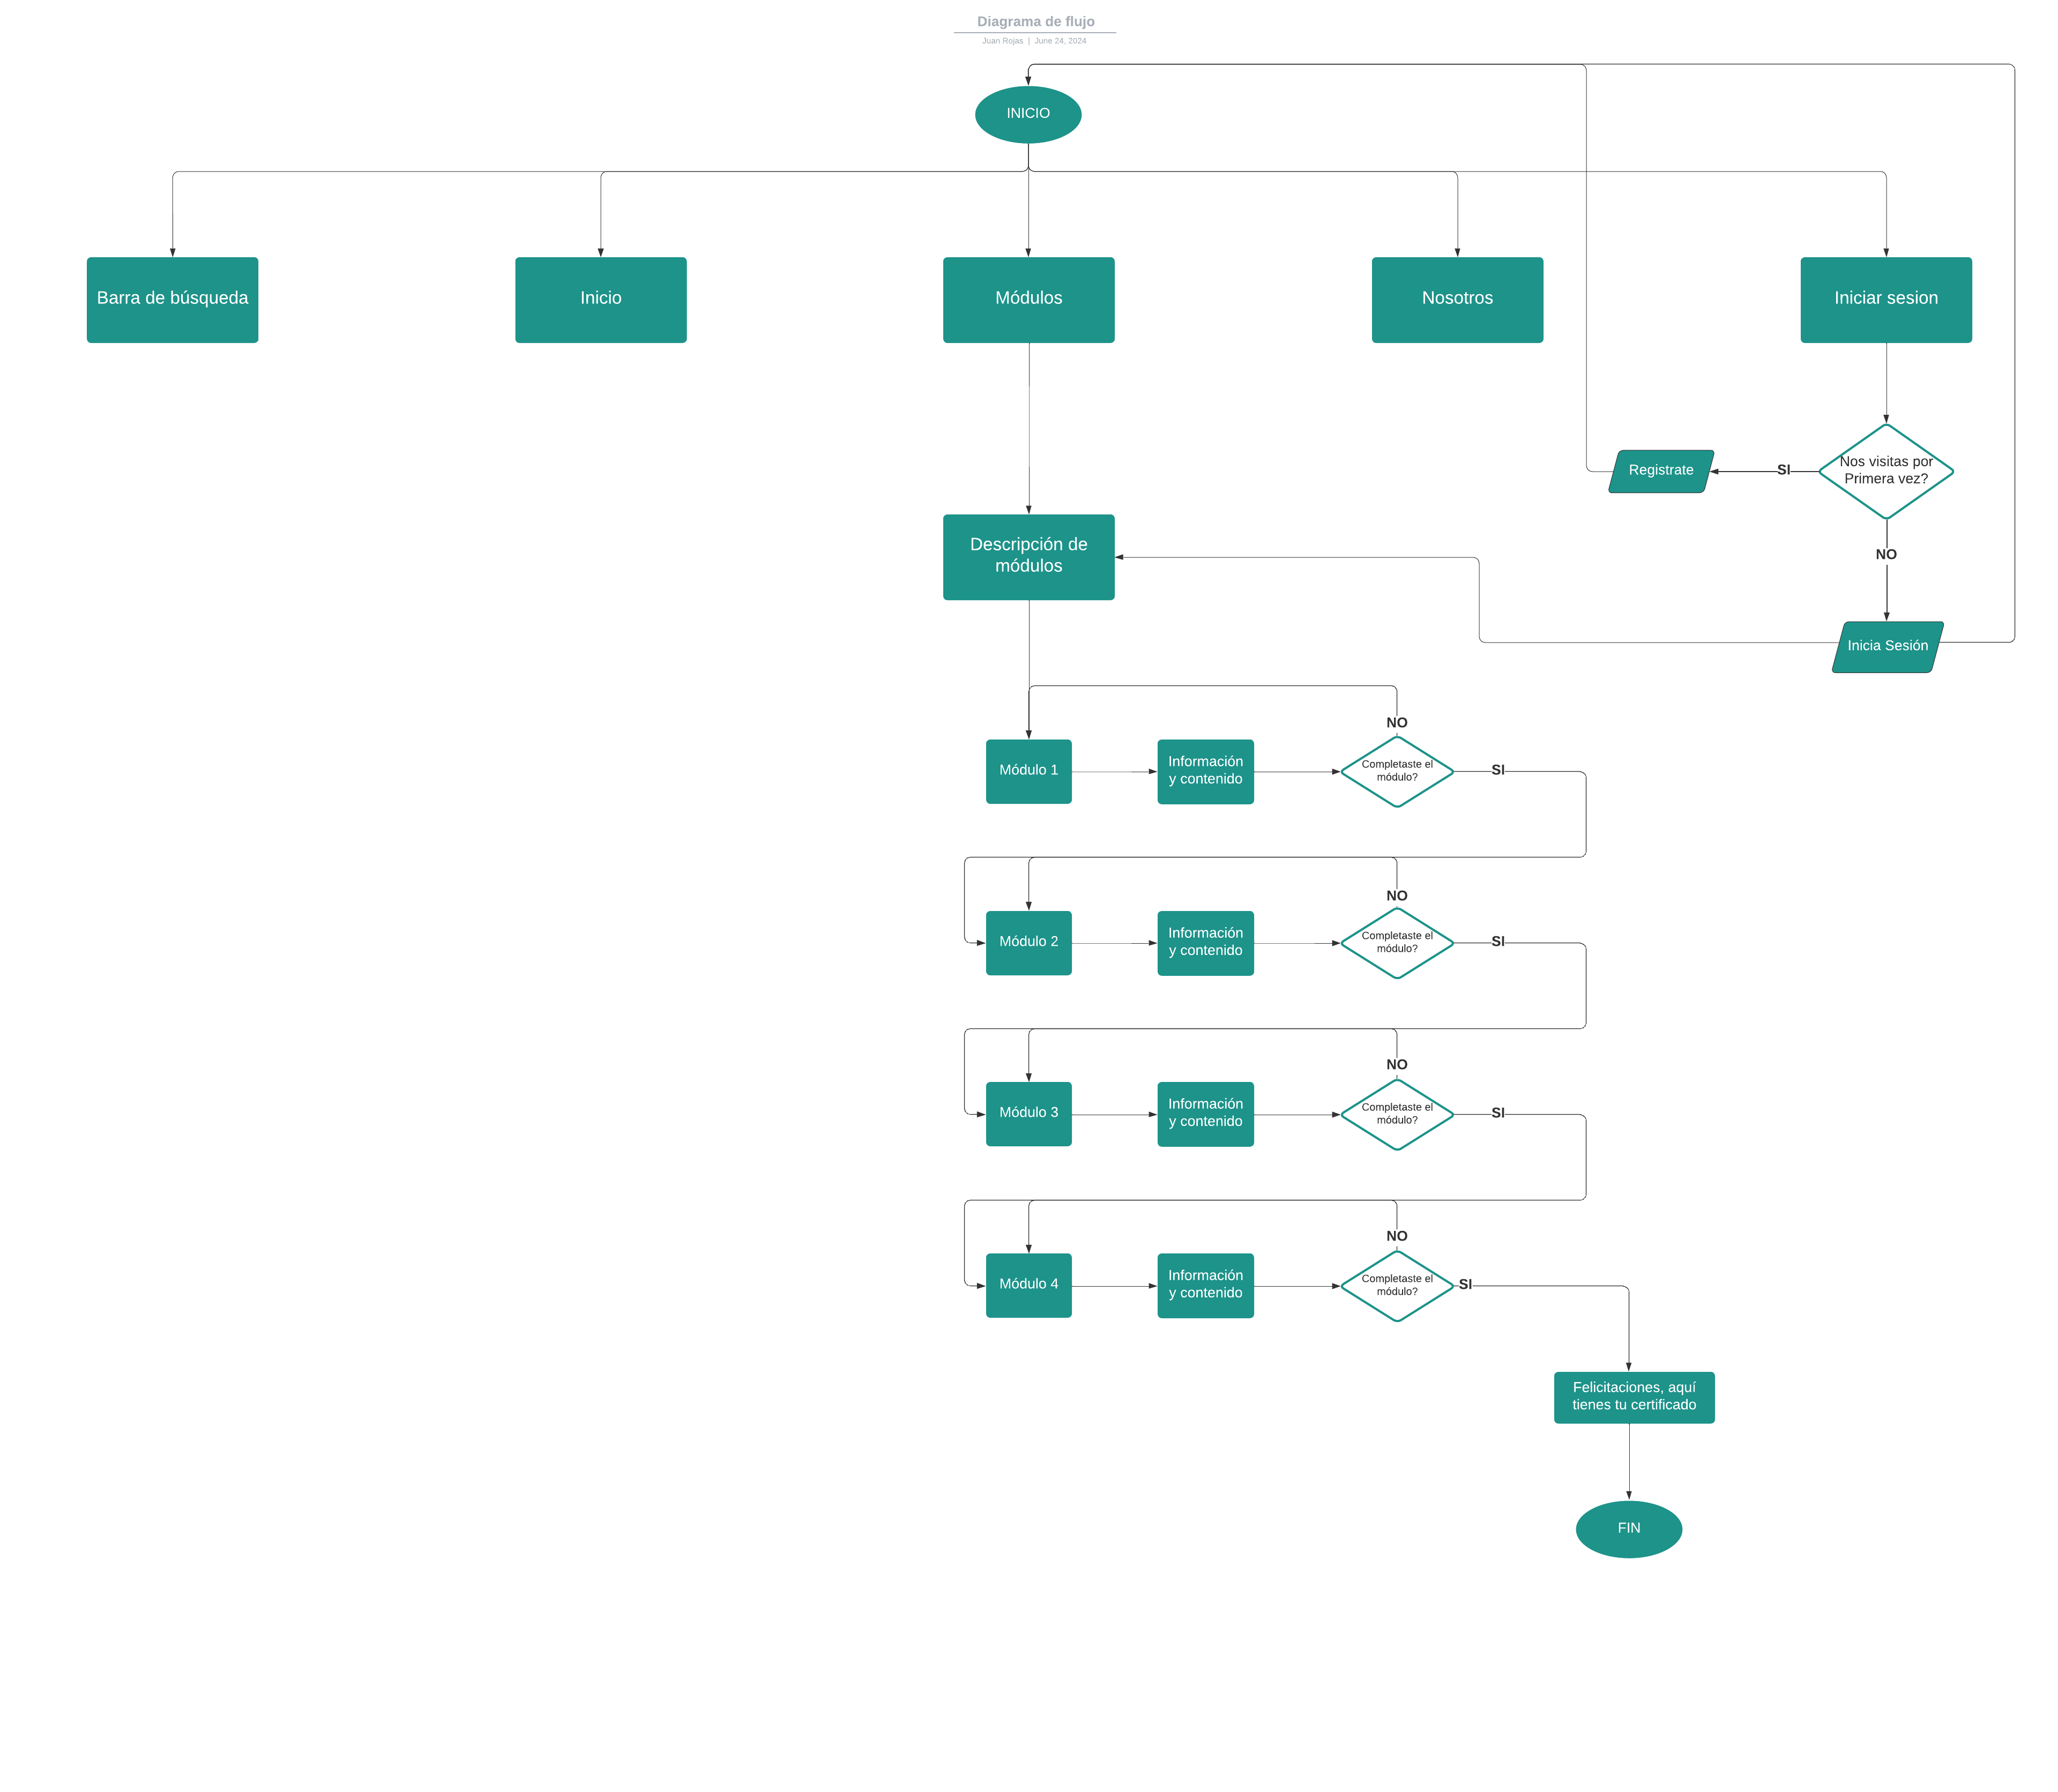 Diagrama de flujo
Juan Rojas | June 24, 2024
INICIO
Barra de búsqueda
Inicio
Módulos
Nosotros
Iniciar sesion
Nos visitas por
Primera vez?
SI
Registrate
NO
Inicia Sesión
Descripción de
módulos
NO
Módulo 1
Información
y contenido
Completaste el
módulo?
SI
NO
Módulo 2
Información
y contenido
Completaste el
módulo?
SI
NO
Módulo 3
Información
y contenido
Completaste el
módulo?
SI
NO
Módulo 4
Información
y contenido
Completaste el
módulo?
SI
Felicitaciones, aquí
tienes tu certificado
FIN